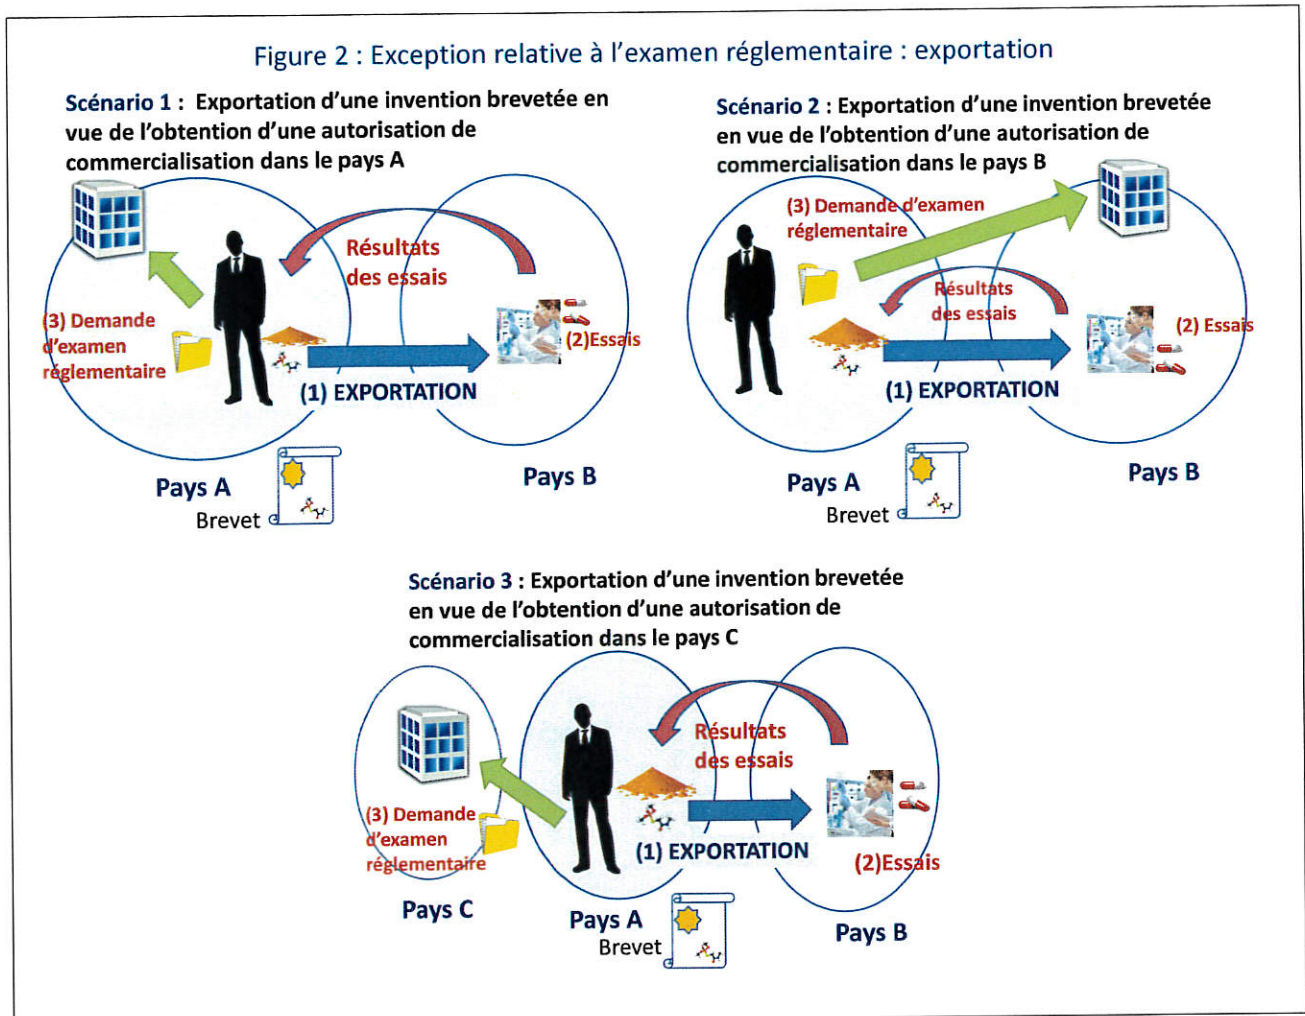 Figure 2 : Exception relative à l'examen réglementaire : exportation
Scénario 1 : Exportation d'une invention brevetée en
vue de l'obtention d'une autorisation de
commercialisation dans le pays A
Résultats
des essais
(3) Demande
d'examen
réglementaire
(2)Essais
(1) EXPORTATION
Pays A
Pays B
Brevet
Scénario 2 : Exportation d'une invention brevetée
en vue de l'obtention d'une autorisation de
commercialisation dans le pays B
(3) Demande d'examen
réglementaire
Résultats
des essais
(2) Essais
(1) EXPORTATION
Pays A
Pays B
Brevet
Scénario 3 : Exportation d'une invention brevetée
en vue de l'obtention d'une autorisation de
commercialisation dans le pays C
Résultats
des essais
(3) Demande
d'examen
réglementaire
(1) EXPORTATION
(2)Essais
Pays C
Pays A
Pays B
Brevet